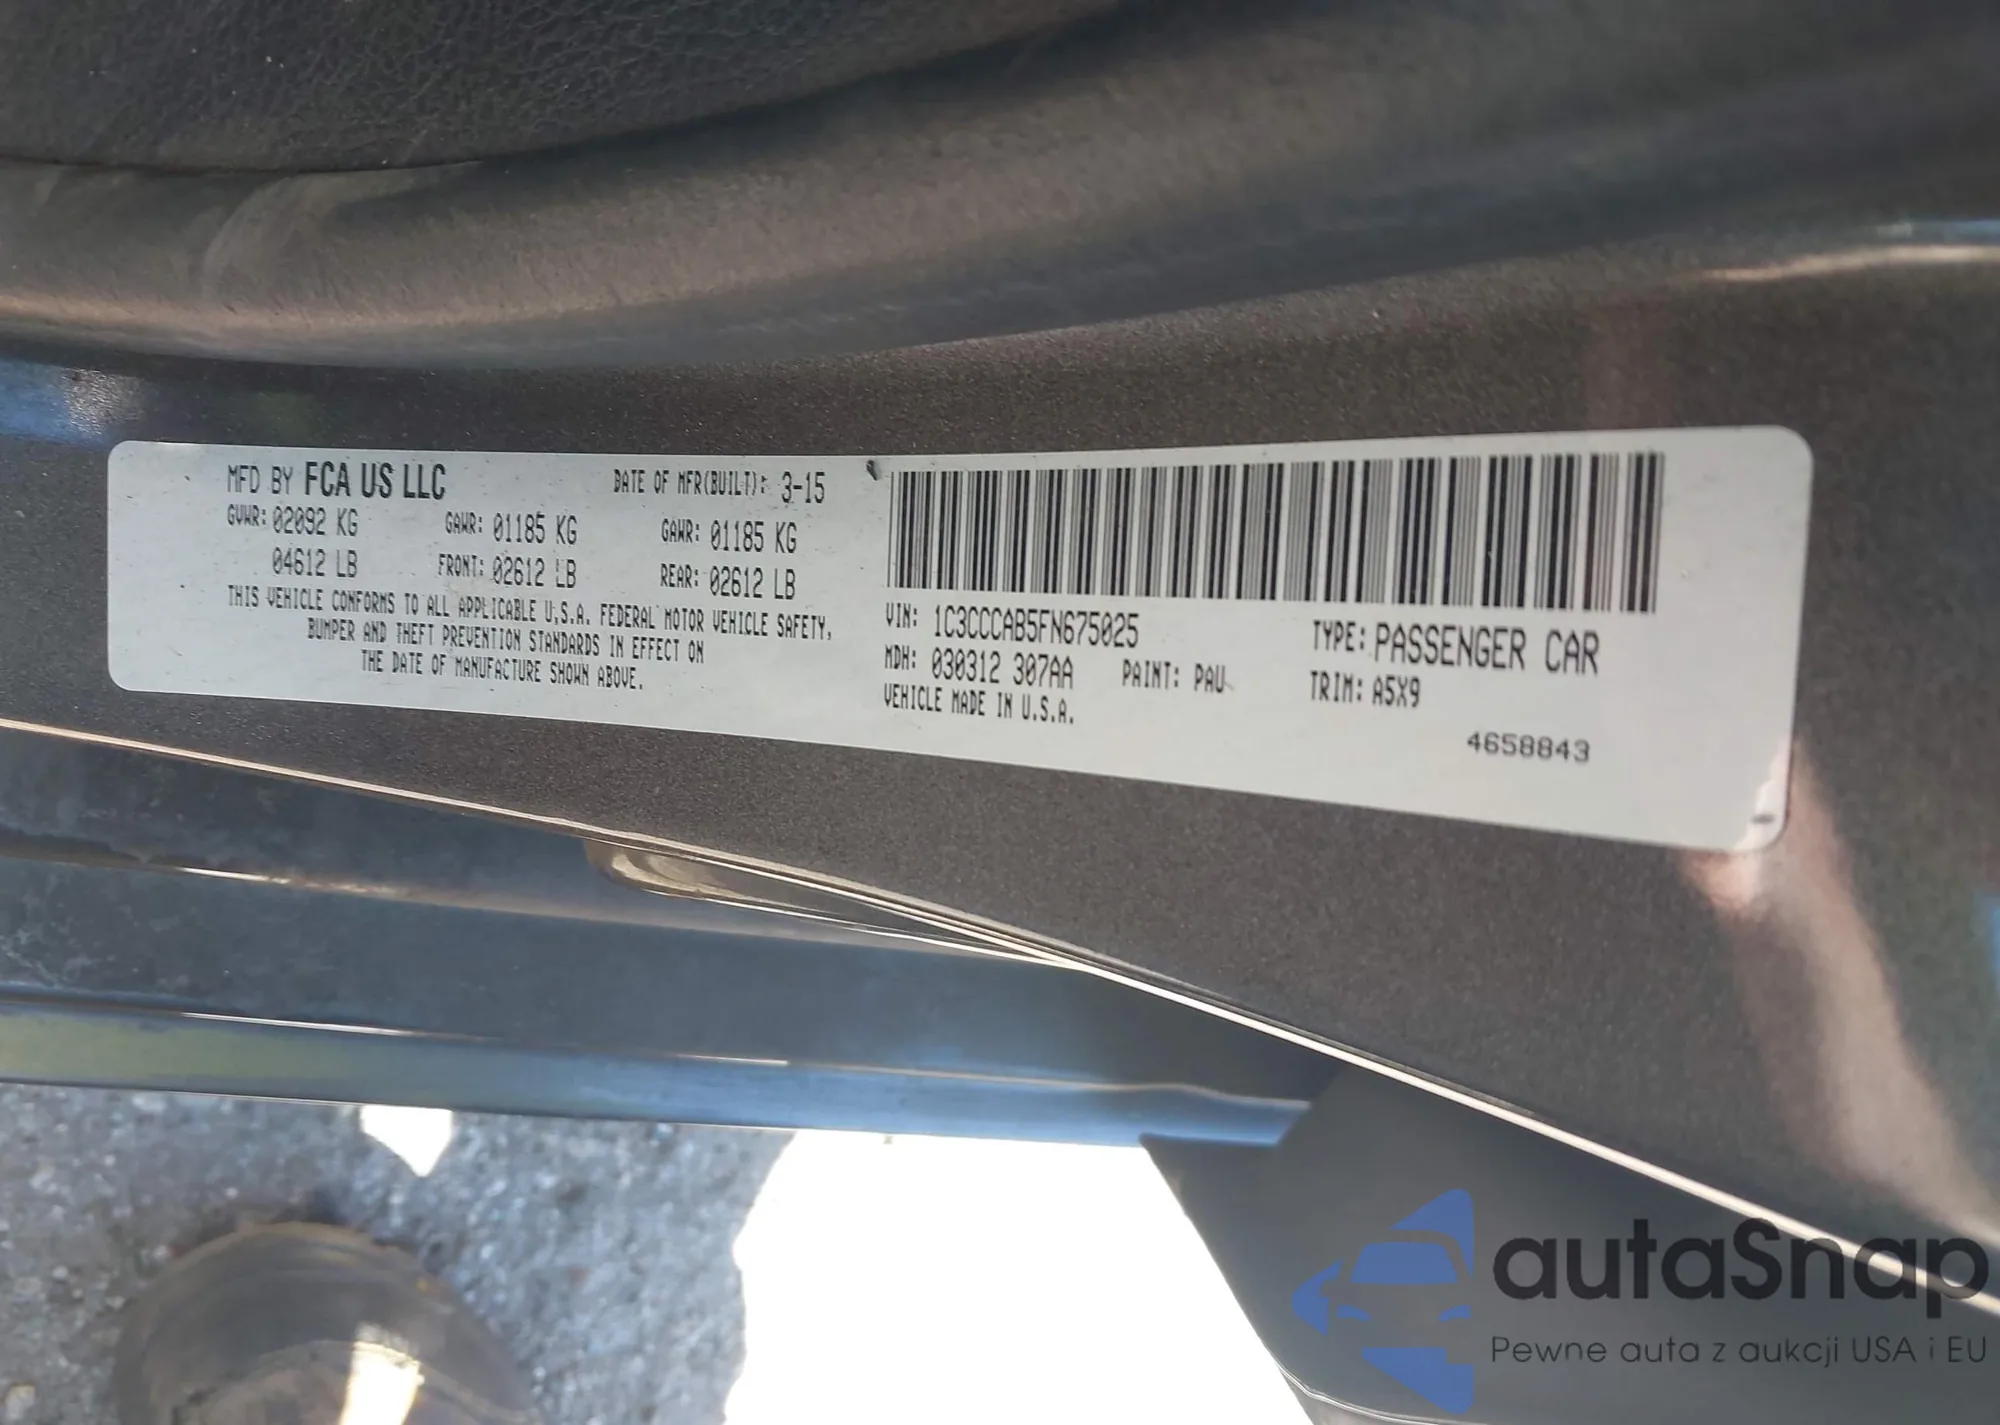 MFD BY FCA US LLC DATE OF MFR(BUILT): 3-15
GVWR: 02092 KG GAWR: 01185 KG GAWR: 01185 KG
04612 LB FRONT: 02612 LB REAR: 02612 LB
THIS VEHICLE CONFORMS TO ALL APPLICABLE U.S.A. FEDERAL MOTOR VEHICLE SAFETY,
BUMPER AND THEFT PREVENTION STANDARDS IN EFFECT ON
THE DATE OF MANUFACTURE SHOWN ABOVE.
VIN: 1C3CCCAB5FN675025 TYPE: PASSENGER CAR
MDH: 030312 307AA PAINT: PAU TRIM: A5X9
VEHICLE MADE IN U.S.A.
4658843
autaSnap
Pewne auta z aukcji USA i EU